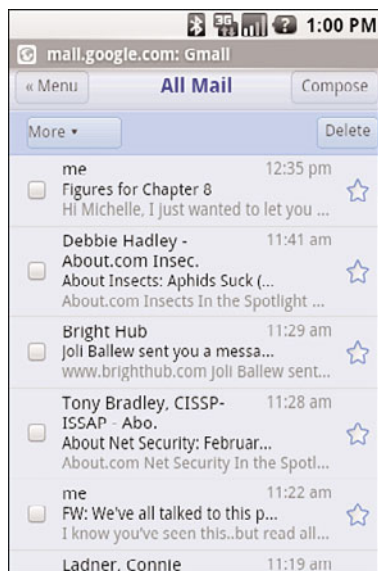 3G 1:00 PM
mail.google.com: Gmail
« Menu All Mail Compose
More ▾ Delete
me 12:35 pm
Figures for Chapter 8
Hi Michelle, I just wanted to let you ...
Debbie Hadley - 11:41 am
About.com Insec.
About Insects: Aphids Suck (...
About.com Insects In the Spotlight ...
Bright Hub 11:29 am
Joli Ballew sent you a messa...
www.brighthub.com Joli Ballew sent...
Tony Bradley, CISSP- 11:28 am
ISSAP - Abo.
About Net Security: Februar...
About.com Net Security In the Spotl...
me 11:22 am
FW: We've all talked to this p...
I know you've seen this..but read all...
Ladner, Connie 11:19 am